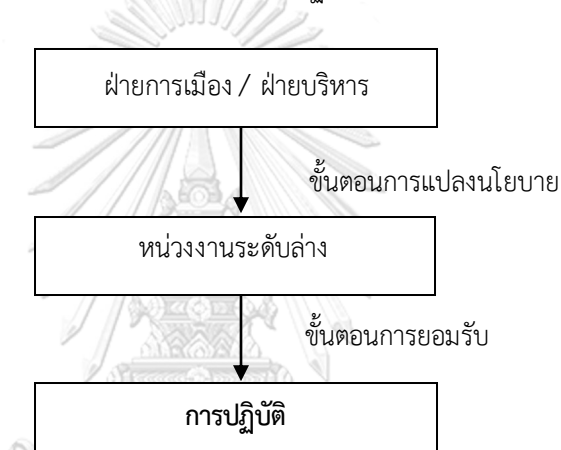 ฝ่ายการเมือง / ฝ่ายบริหาร
ขั้นตอนการแปลงนโยบาย
หน่วงงานระดับล่าง
ขั้นตอนการยอมรับ
การปฏิบัติ